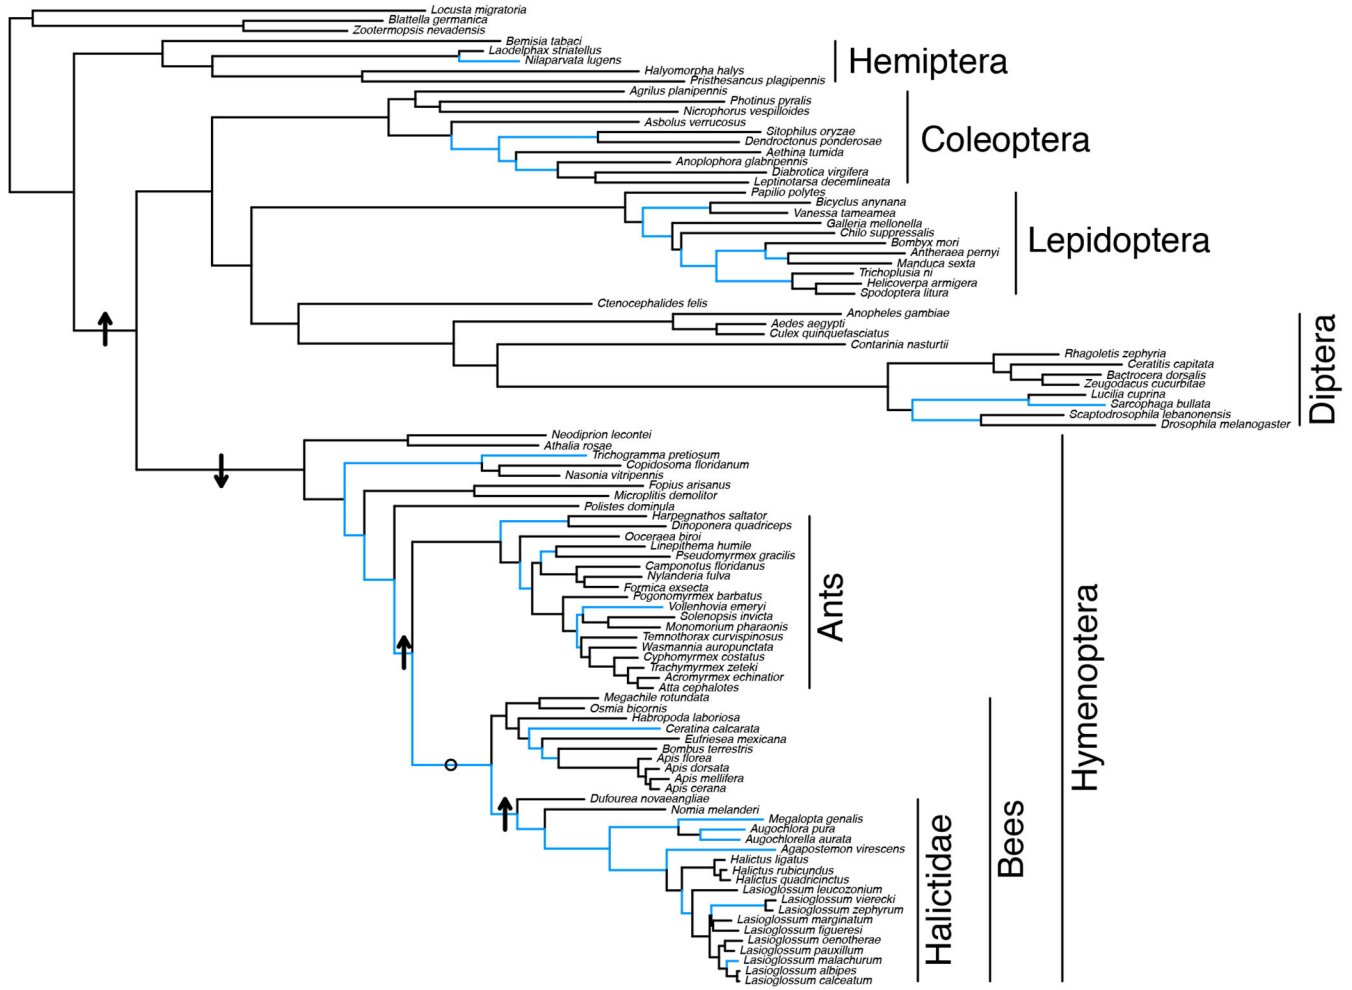 Locusta migratoria
Blattella germanica
Zootermopsis nevadensis
Bemisia tabaci
Laodelphax striatellus
Nilaparvata lugens
Halyomorpha halys
Pristhesancus plagipennis
Hemiptera
Agrilus planipennis
Photinus pyralis
Nicrophorus vespilloides
Asbolus verrucosus
Sitophilus oryzae
Dendroctonus ponderosae
Aethina tumida
Anoplophora glabripennis
Diabrotica virgifera
Leptinotarsa decemlineata
Coleoptera
Papilio polytes
Bicyclus anynana
Vanessa tameamea
Galleria mellonella
Chilo suppressalis
Bombyx mori
Antheraea pernyi
Manduca sexta
Trichoplusia ni
Helicoverpa armigera
Spodoptera litura
Lepidoptera
Ctenocephalides felis
Anopheles gambiae
Aedes aegypti
Culex quinquefasciatus
Contarinia nasturtii
Rhagoletis zephyria
Ceratitis capitata
Bactrocera dorsalis
Zeugodacus cucurbitae
Lucilia cuprina
Sarcophaga bullata
Scaptodrosophila lebanonensis
Drosophila melanogaster
Diptera
Neodiprion lecontei
Athalia rosae
Trichogramma pretiosum
Copidosoma floridanum
Nasonia vitripennis
Fopius arisanus
Microplitis demolitor
Polistes dominula
Harpegnathos saltator
Dinoponera quadriceps
Ooceraea biroi
Linepithema humile
Pseudomyrmex gracilis
Camponotus floridanus
Nylanderia fulva
Formica exsecta
Pogonomyrmex barbatus
Vollenhovia emeryi
Solenopsis invicta
Monomorium pharaonis
Temnothorax curvispinosus
Wasmannia auropunctata
Cyphomyrmex costatus
Trachymyrmex zeteki
Acromyrmex echinatior
Atta cephalotes
Ants
Megachile rotundata
Osmia bicornis
Habropoda laboriosa
Ceratina calcarata
Eufriesea mexicana
Bombus terrestris
Apis florea
Apis dorsata
Apis mellifera
Apis cerana
Dufourea novaeangliae
Nomia melanderi
Megalopta genalis
Augochlora pura
Augochlorella aurata
Agapostemon virescens
Halictus ligatus
Halictus rubicundus
Halictus quadricinctus
Lasioglossum leucozonium
Lasioglossum vierecki
Lasioglossum zephyrum
Lasioglossum marginatum
Lasioglossum figueresi
Lasioglossum oenotherae
Lasioglossum pauxillum
Lasioglossum malachurum
Lasioglossum albipes
Lasioglossum calceatum
Halictidae
Bees
Hymenoptera